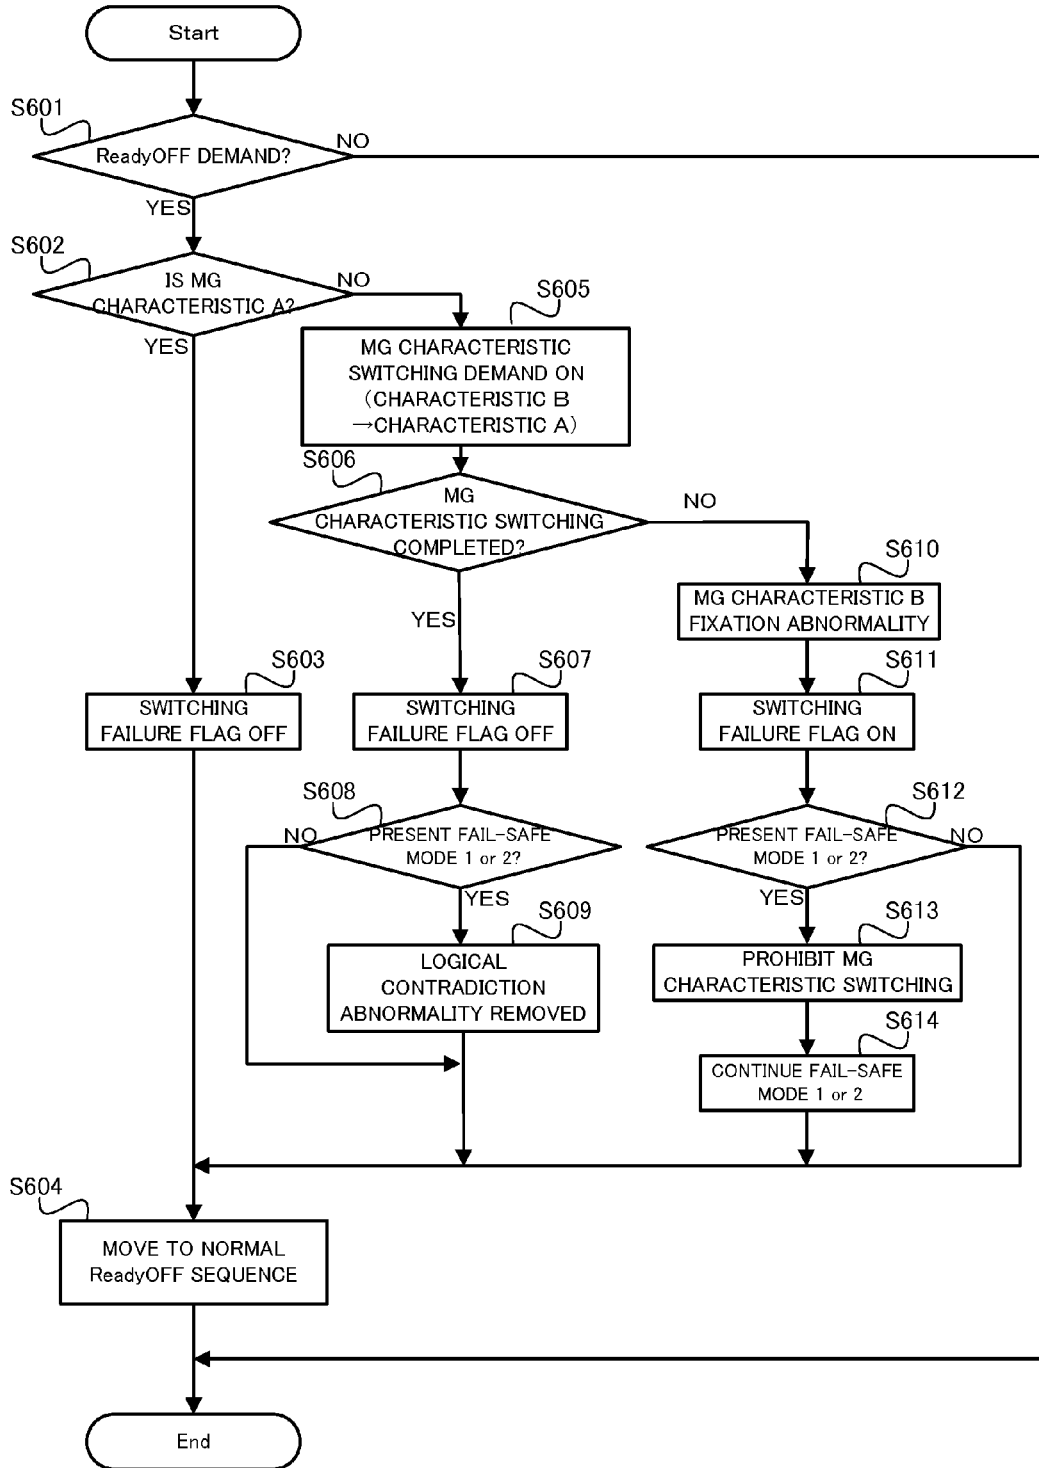 Start
S601
ReadyOFF DEMAND?
NO
YES
S602
IS MG
CHARACTERISTIC A?
NO
YES
S605
MG CHARACTERISTIC
SWITCHING DEMAND ON
(CHARACTERISTIC B
→CHARACTERISTIC A)
S606
MG
CHARACTERISTIC SWITCHING
COMPLETED?
NO
YES
S610
MG CHARACTERISTIC B
FIXATION ABNORMALITY
S603
SWITCHING
FAILURE FLAG OFF
S607
SWITCHING
FAILURE FLAG OFF
S611
SWITCHING
FAILURE FLAG ON
S608
NO
PRESENT FAIL-SAFE
MODE 1 or 2?
YES
S612
PRESENT FAIL-SAFE
MODE 1 or 2?
NO
YES
S609
LOGICAL
CONTRADICTION
ABNORMALITY REMOVED
S613
PROHIBIT MG
CHARACTERISTIC SWITCHING
S614
CONTINUE FAIL-SAFE
MODE 1 or 2
S604
MOVE TO NORMAL
ReadyOFF SEQUENCE
End